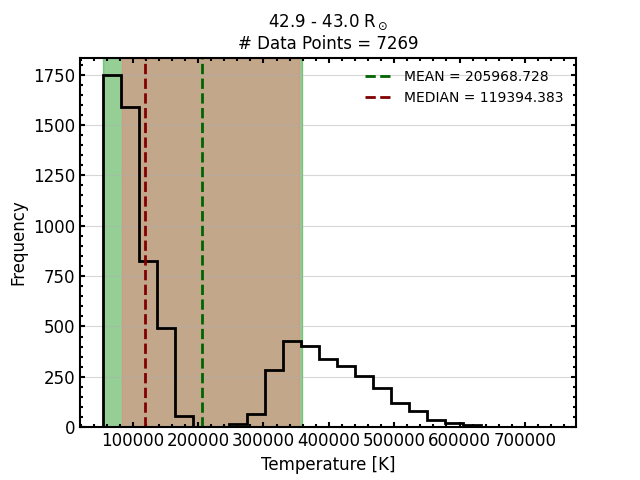 42.9 - 43.0 R⊙
# Data Points = 7269
MEAN = 205968.728
MEDIAN = 119394.383
Frequency
1750
1500
1250
1000
750
500
250
0
100000 200000 300000 400000 500000 600000 700000
Temperature [K]